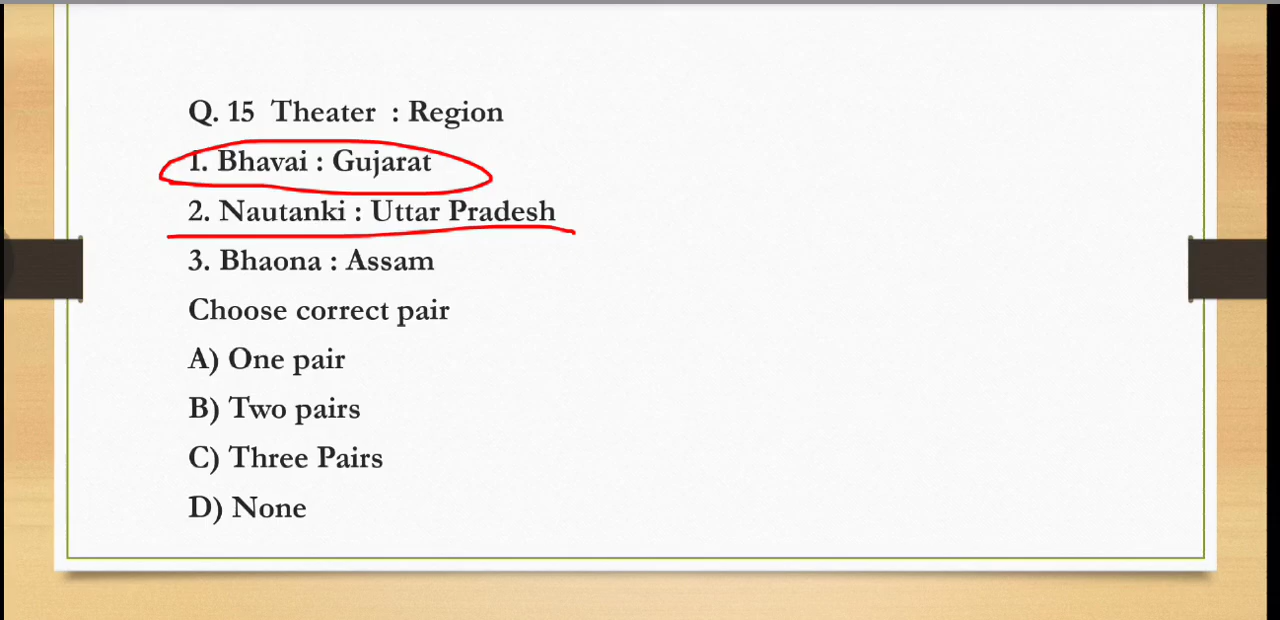 Q. 15 Theater : Region
1. Bhavai : Gujarat
2. Nautanki : Uttar Pradesh
3. Bhaona : Assam
Choose correct pair
A) One pair
B) Two pairs
C) Three Pairs
D) None